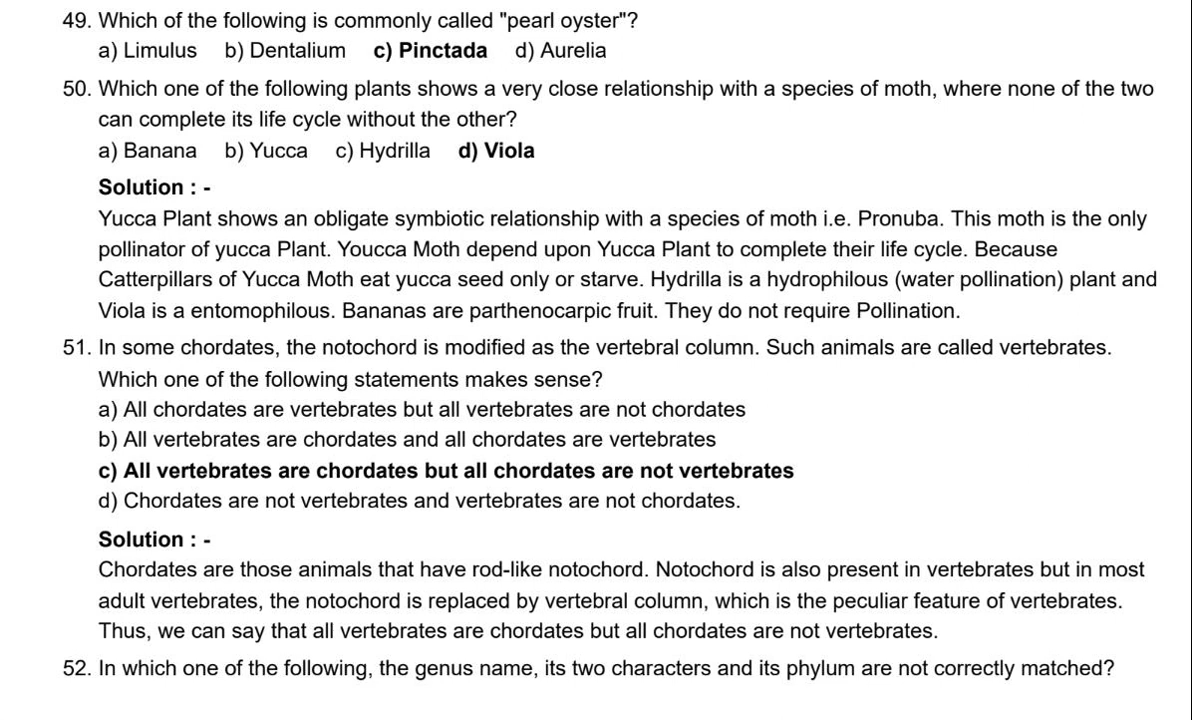 49. Which of the following is commonly called "pearl oyster"?
a) Limulus b) Dentalium c) Pinctada d) Aurelia
50. Which one of the following plants shows a very close relationship with a species of moth, where none of the two
can complete its life cycle without the other?
a) Banana b) Yucca c) Hydrilla d) Viola
Solution : -
Yucca Plant shows an obligate symbiotic relationship with a species of moth i.e. Pronuba. This moth is the only
pollinator of yucca Plant. Youcca Moth depend upon Yucca Plant to complete their life cycle. Because
Catterpillars of Yucca Moth eat yucca seed only or starve. Hydrilla is a hydrophilous (water pollination) plant and
Viola is a entomophilous. Bananas are parthenocarpic fruit. They do not require Pollination.
51. In some chordates, the notochord is modified as the vertebral column. Such animals are called vertebrates.
Which one of the following statements makes sense?
a) All chordates are vertebrates but all vertebrates are not chordates
b) All vertebrates are chordates and all chordates are vertebrates
c) All vertebrates are chordates but all chordates are not vertebrates
d) Chordates are not vertebrates and vertebrates are not chordates.
Solution : -
Chordates are those animals that have rod-like notochord. Notochord is also present in vertebrates but in most
adult vertebrates, the notochord is replaced by vertebral column, which is the peculiar feature of vertebrates.
Thus, we can say that all vertebrates are chordates but all chordates are not vertebrates.
52. In which one of the following, the genus name, its two characters and its phylum are not correctly matched?